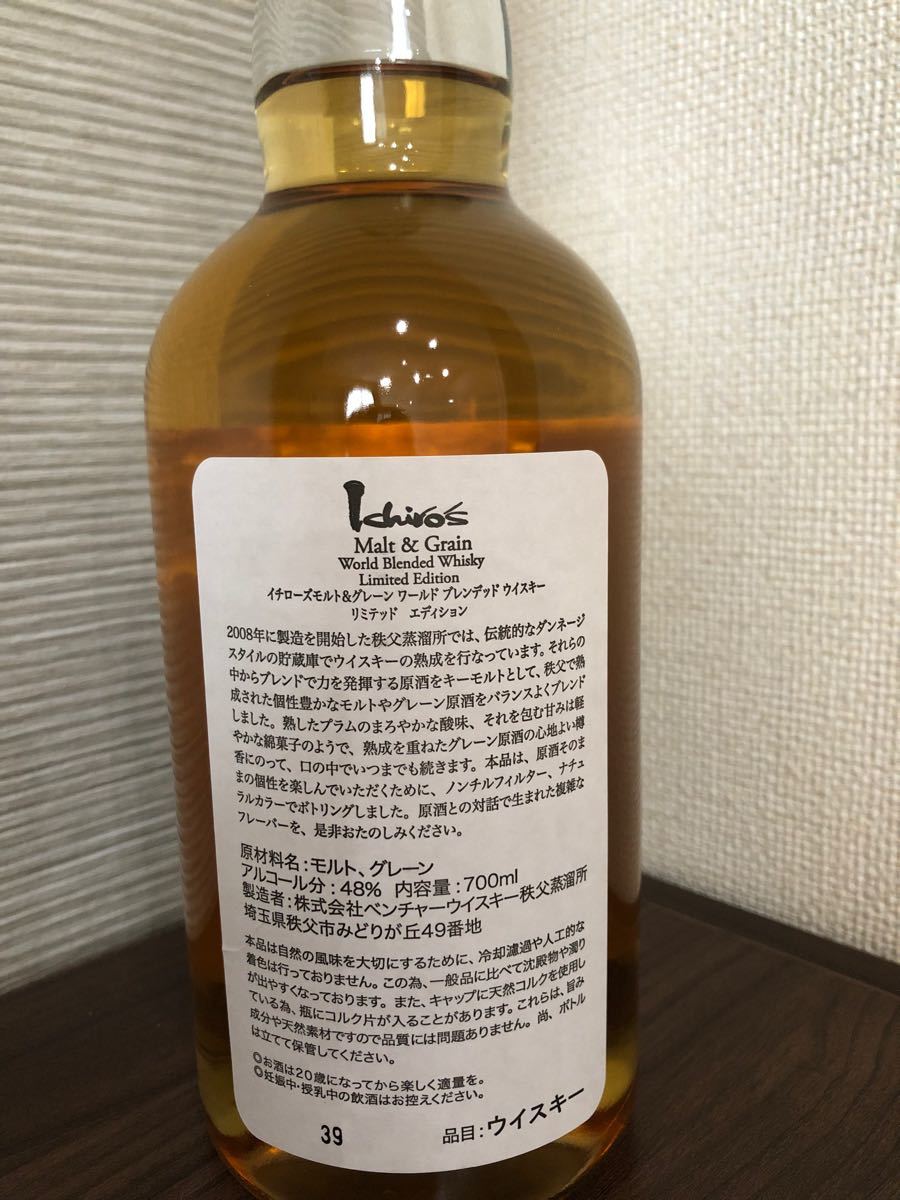 Ichiro's
Malt & Grain
World Blended Whisky
Limited Edition
イチローズモルト&グレーン ワールド ブレンデッド ウイスキー
リミテッド エディション
2008年に製造を開始した秩父蒸溜所では、伝統的なダンネージ
スタイルの貯蔵庫でウイスキーの熟成を行なっています。それらの
中からブレンドで力を発揮する原酒をキーモルトとして、秩父で熟
成された個性豊かなモルトやグレーン原酒をバランスよくブレンド
しました。熟したプラムのまろやかな酸味、それを包む甘みは軽
やかな綿菓子のようで、熟成を重ねたグレーン原酒の心地よい樽
香にのって、口の中でいつまでも続きます。本品は、原酒そのま
まの個性を楽しんでいただくために、ノンチルフィルター、ナチュ
ラルカラーでボトリングしました。原酒との対話で生まれた複雑な
フレーバーを、是非おたのしみください。
原材料名:モルト、グレーン
アルコール分:48% 内容量:700ml
製造者:株式会社ベンチャーウイスキー秩父蒸溜所
埼玉県秩父市みどりが丘49番地
本品は自然の風味を大切にするために、冷却濾過や人工的な
着色は行っておりません。この為、一般品に比べて沈殿物や濁り
が出やすくなっております。また、キャップに天然コルクを使用し
ている為、瓶にコルク片が入ることがあります。これらは、旨み
成分や天然素材ですので品質には問題ありません。尚、ボトル
は立てて保管してください。
◎お酒は20歳になってから楽しく適量を。
◎妊娠中・授乳中の飲酒はお控えください。
39 品目:ウイスキー